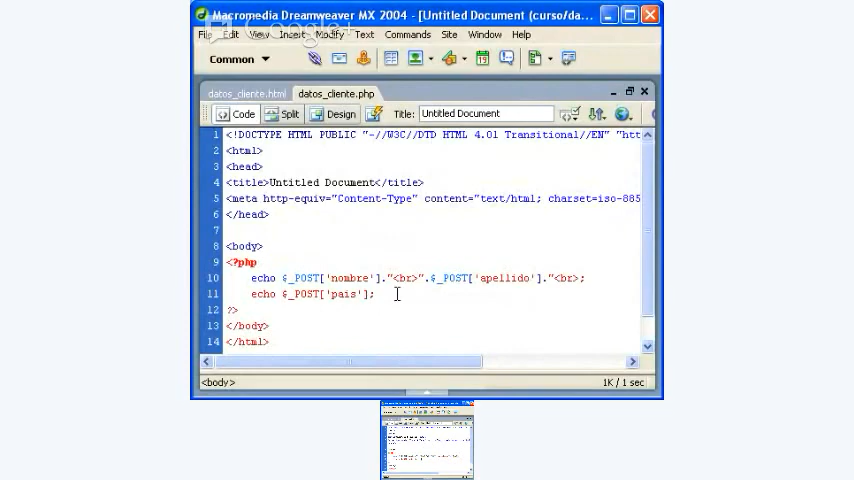 Macromedia Dreamweaver MX 2004 - [Untitled Document (curso/da...
Google+
File Edit View Insert Modify Text Commands Site Window Help
Common
datos_cliente.html datos_cliente.php
Code Split Design Title: Untitled Document
1 <!DOCTYPE HTML PUBLIC "-//W3C//DTD HTML 4.01 Transitional//EN" "htt
2 <html>
3 <head>
4 <title>Untitled Document</title>
5 <meta http-equiv="Content-Type" content="text/html; charset=iso-885
6 </head>
7
8 <body>
9 <?php
10 echo $_POST['nombre']."<br>".$_POST['apellido']."<br>;
11 echo $_POST['pais'];
12 ?>
13 </body>
14 </html>
<body> 1K / 1 sec